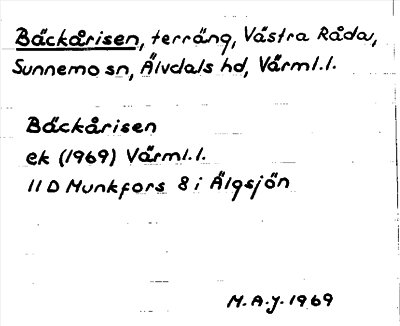 Bäckårisen, terräng, Västra Råda,
Sunnemo sn, Älvdals hd, Värml.l.
Bäckårisen
ek (1969) Värml.l.
11 D Munkfors 8 i Älgsjön
M.A.J. 1969